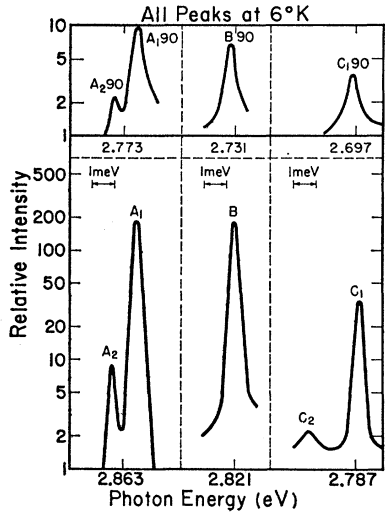 All Peaks at 6°K
10
A₁90
B 90
C₁90
A₂90
5
2
1
2.773
2.731
2.697
500
1meV
1meV
1meV
200
A₁
B
100
50
C₁
20
10
A₂
5
C₂
2
1
2.863
2.821
2.787
Relative Intensity
Photon Energy (eV)